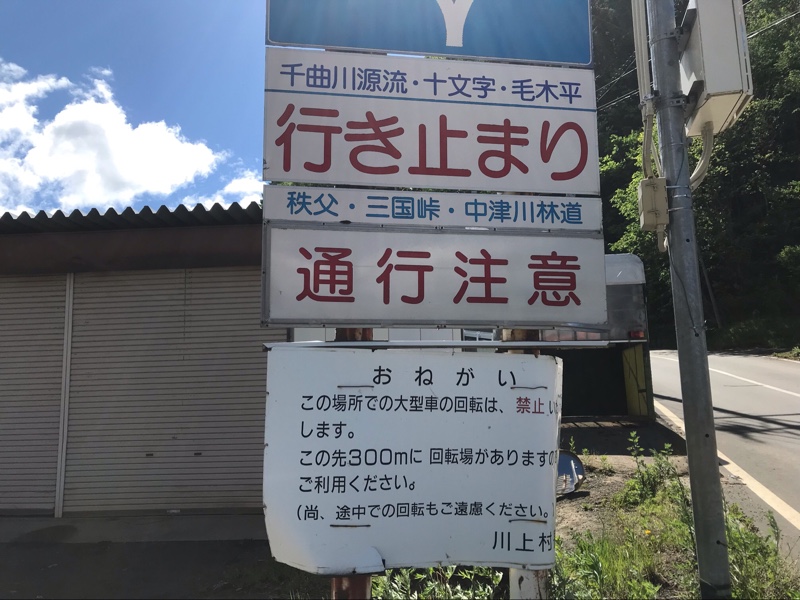 千曲川源流・十文字・毛木平
行き止まり
秩父・三国峠・中津川林道
通行注意
おねがい
この場所での大型車の回転は、禁止い
します。
この先300mに回転場がありますの
ご利用ください。
(尚、途中での回転もご遠慮ください。
川上村